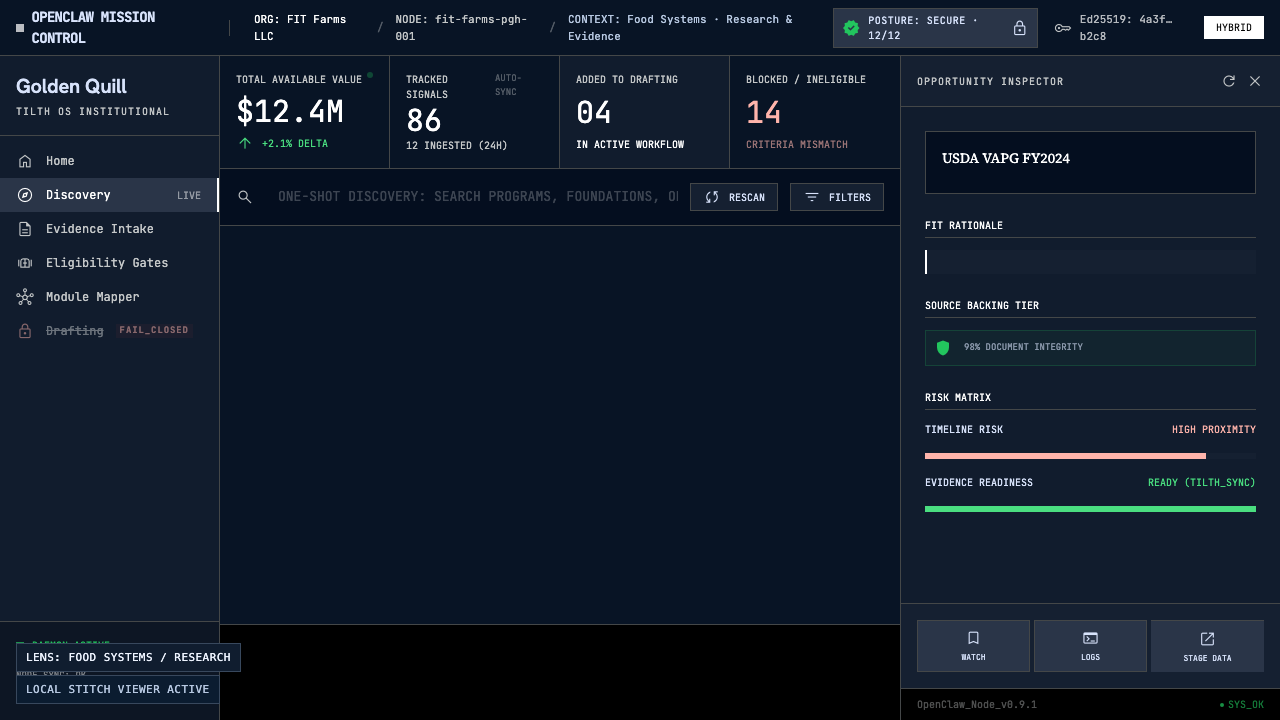 OPENCLAW MISSION
CONTROL
ORG: FIT Farms
LLC
/
NODE: fit-farms-pgh-
001
/
CONTEXT: Food Systems · Research &
Evidence
POSTURE: SECURE ·
12/12
Ed25519: 4a3f…
b2c8
HYBRID
Golden Quill
TILTH OS INSTITUTIONAL
Home
Discovery LIVE
Evidence Intake
Eligibility Gates
Module Mapper
Drafting FAIL_CLOSED
DAEMON ACTIVE
LENS: FOOD SYSTEMS / RESEARCH
NODE SYNC: OK
LOCAL STITCH VIEWER ACTIVE
TOTAL AVAILABLE VALUE
$12.4M
+2.1% DELTA
TRACKED
SIGNALS
AUTO-
SYNC
86
12 INGESTED (24H)
ADDED TO DRAFTING
04
IN ACTIVE WORKFLOW
BLOCKED / INELIGIBLE
14
CRITERIA MISMATCH
ONE-SHOT DISCOVERY: SEARCH PROGRAMS, FOUNDATIONS,
RESCAN
FILTERS
OPPORTUNITY INSPECTOR
USDA VAPG FY2024
FIT RATIONALE
SOURCE BACKING TIER
98% DOCUMENT INTEGRITY
RISK MATRIX
TIMELINE RISK HIGH PROXIMITY
EVIDENCE READINESS READY (TILTH_SYNC)
WATCH
LOGS
STAGE DATA
OpenClaw_Node_v0.9.1 SYS_OK